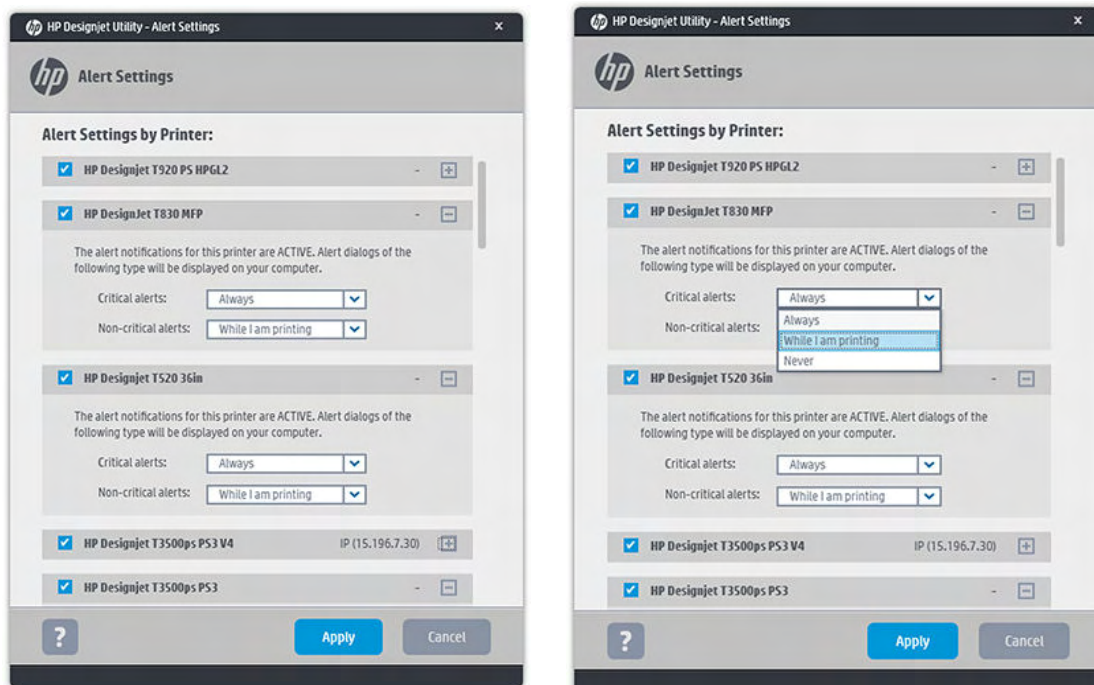 HP Designjet Utility - Alert Settings x
hp Alert Settings
Alert Settings by Printer:
HP Designjet T920 PS HPGL2 - +
HP DesignJet T830 MFP - -
The alert notifications for this printer are ACTIVE. Alert dialogs of the
following type will be displayed on your computer.
Critical alerts: Always
Non-critical alerts: While I am printing
HP Designjet T520 36in - -
The alert notifications for this printer are ACTIVE. Alert dialogs of the
following type will be displayed on your computer.
Critical alerts: Always
Non-critical alerts: While I am printing
HP Designjet T3500ps PS3 V4 IP (15.196.7.30) +
HP Designjet T3500ps PS3 - -
? Apply Cancel
HP Designjet Utility - Alert Settings x
hp Alert Settings
Alert Settings by Printer:
HP Designjet T920 PS HPGL2 - +
HP DesignJet T830 MFP - -
The alert notifications for this printer are ACTIVE. Alert dialogs of the
following type will be displayed on your computer.
Critical alerts: Always
Always
Non-critical alerts: While I am printing
Never
HP Designjet T520 36in - -
The alert notifications for this printer are ACTIVE. Alert dialogs of the
following type will be displayed on your computer.
Critical alerts: Always
Non-critical alerts: While I am printing
HP Designjet T3500ps PS3 V4 IP (15.196.7.30) +
HP Designjet T3500ps PS3 - -
? Apply Cancel